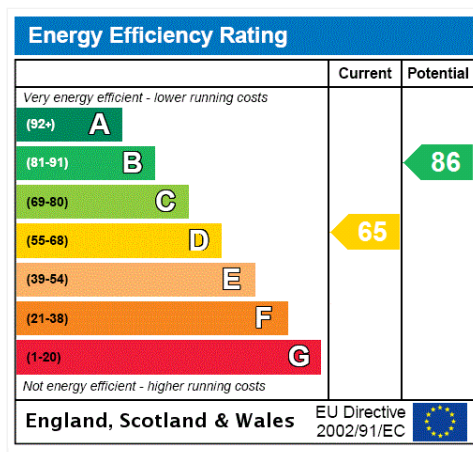 Energy Efficiency Rating
Current Potential
Very energy efficient - lower running costs
(92+) A
(81-91) B 86
(69-80) C
(55-68) D 65
(39-54) E
(21-38) F
(1-20) G
Not energy efficient - higher running costs
England, Scotland & Wales
EU Directive
2002/91/EC